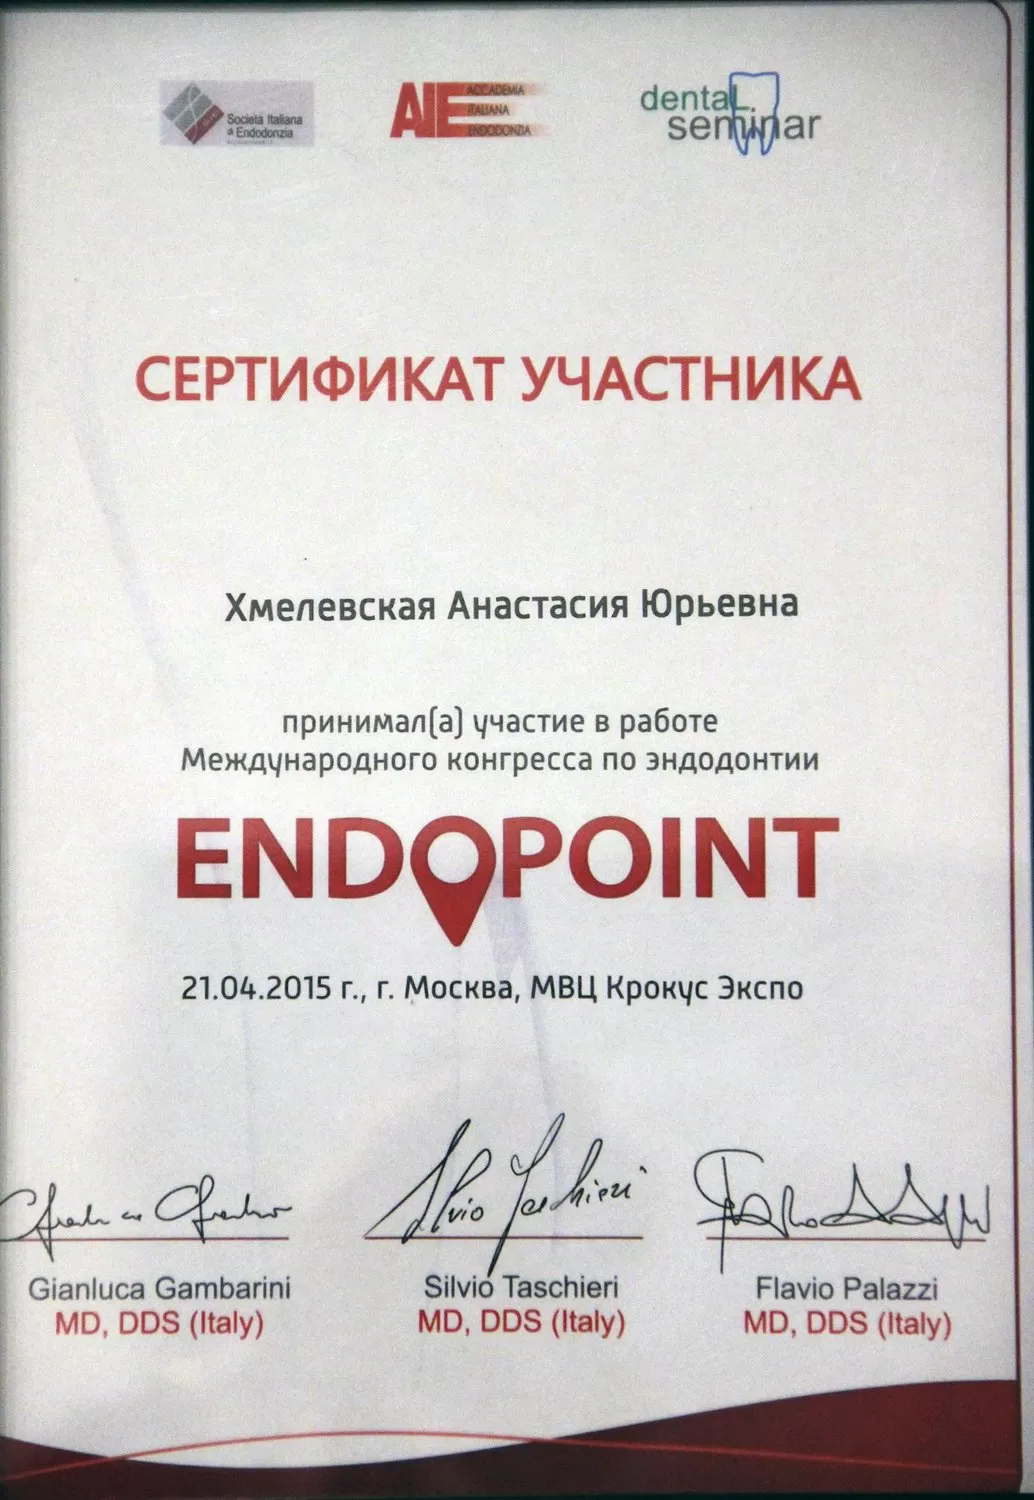 Società Italiana
di Endodonzia
AIE ACCADEMIA
ITALIANA
ENDODONZIA
dental
seminar
СЕРТИФИКАТ УЧАСТНИКА
Хмелевская Анастасия Юрьевна
принимал(а) участие в работе
Международного конгресса по эндодонтии
ENDOPOINT
21.04.2015 г., г. Москва, МВЦ Крокус Экспо
Silvio Taschieri
Gianluca Gambarini
MD, DDS (Italy)
Silvio Taschieri
MD, DDS (Italy)
Flavio Palazzi
MD, DDS (Italy)